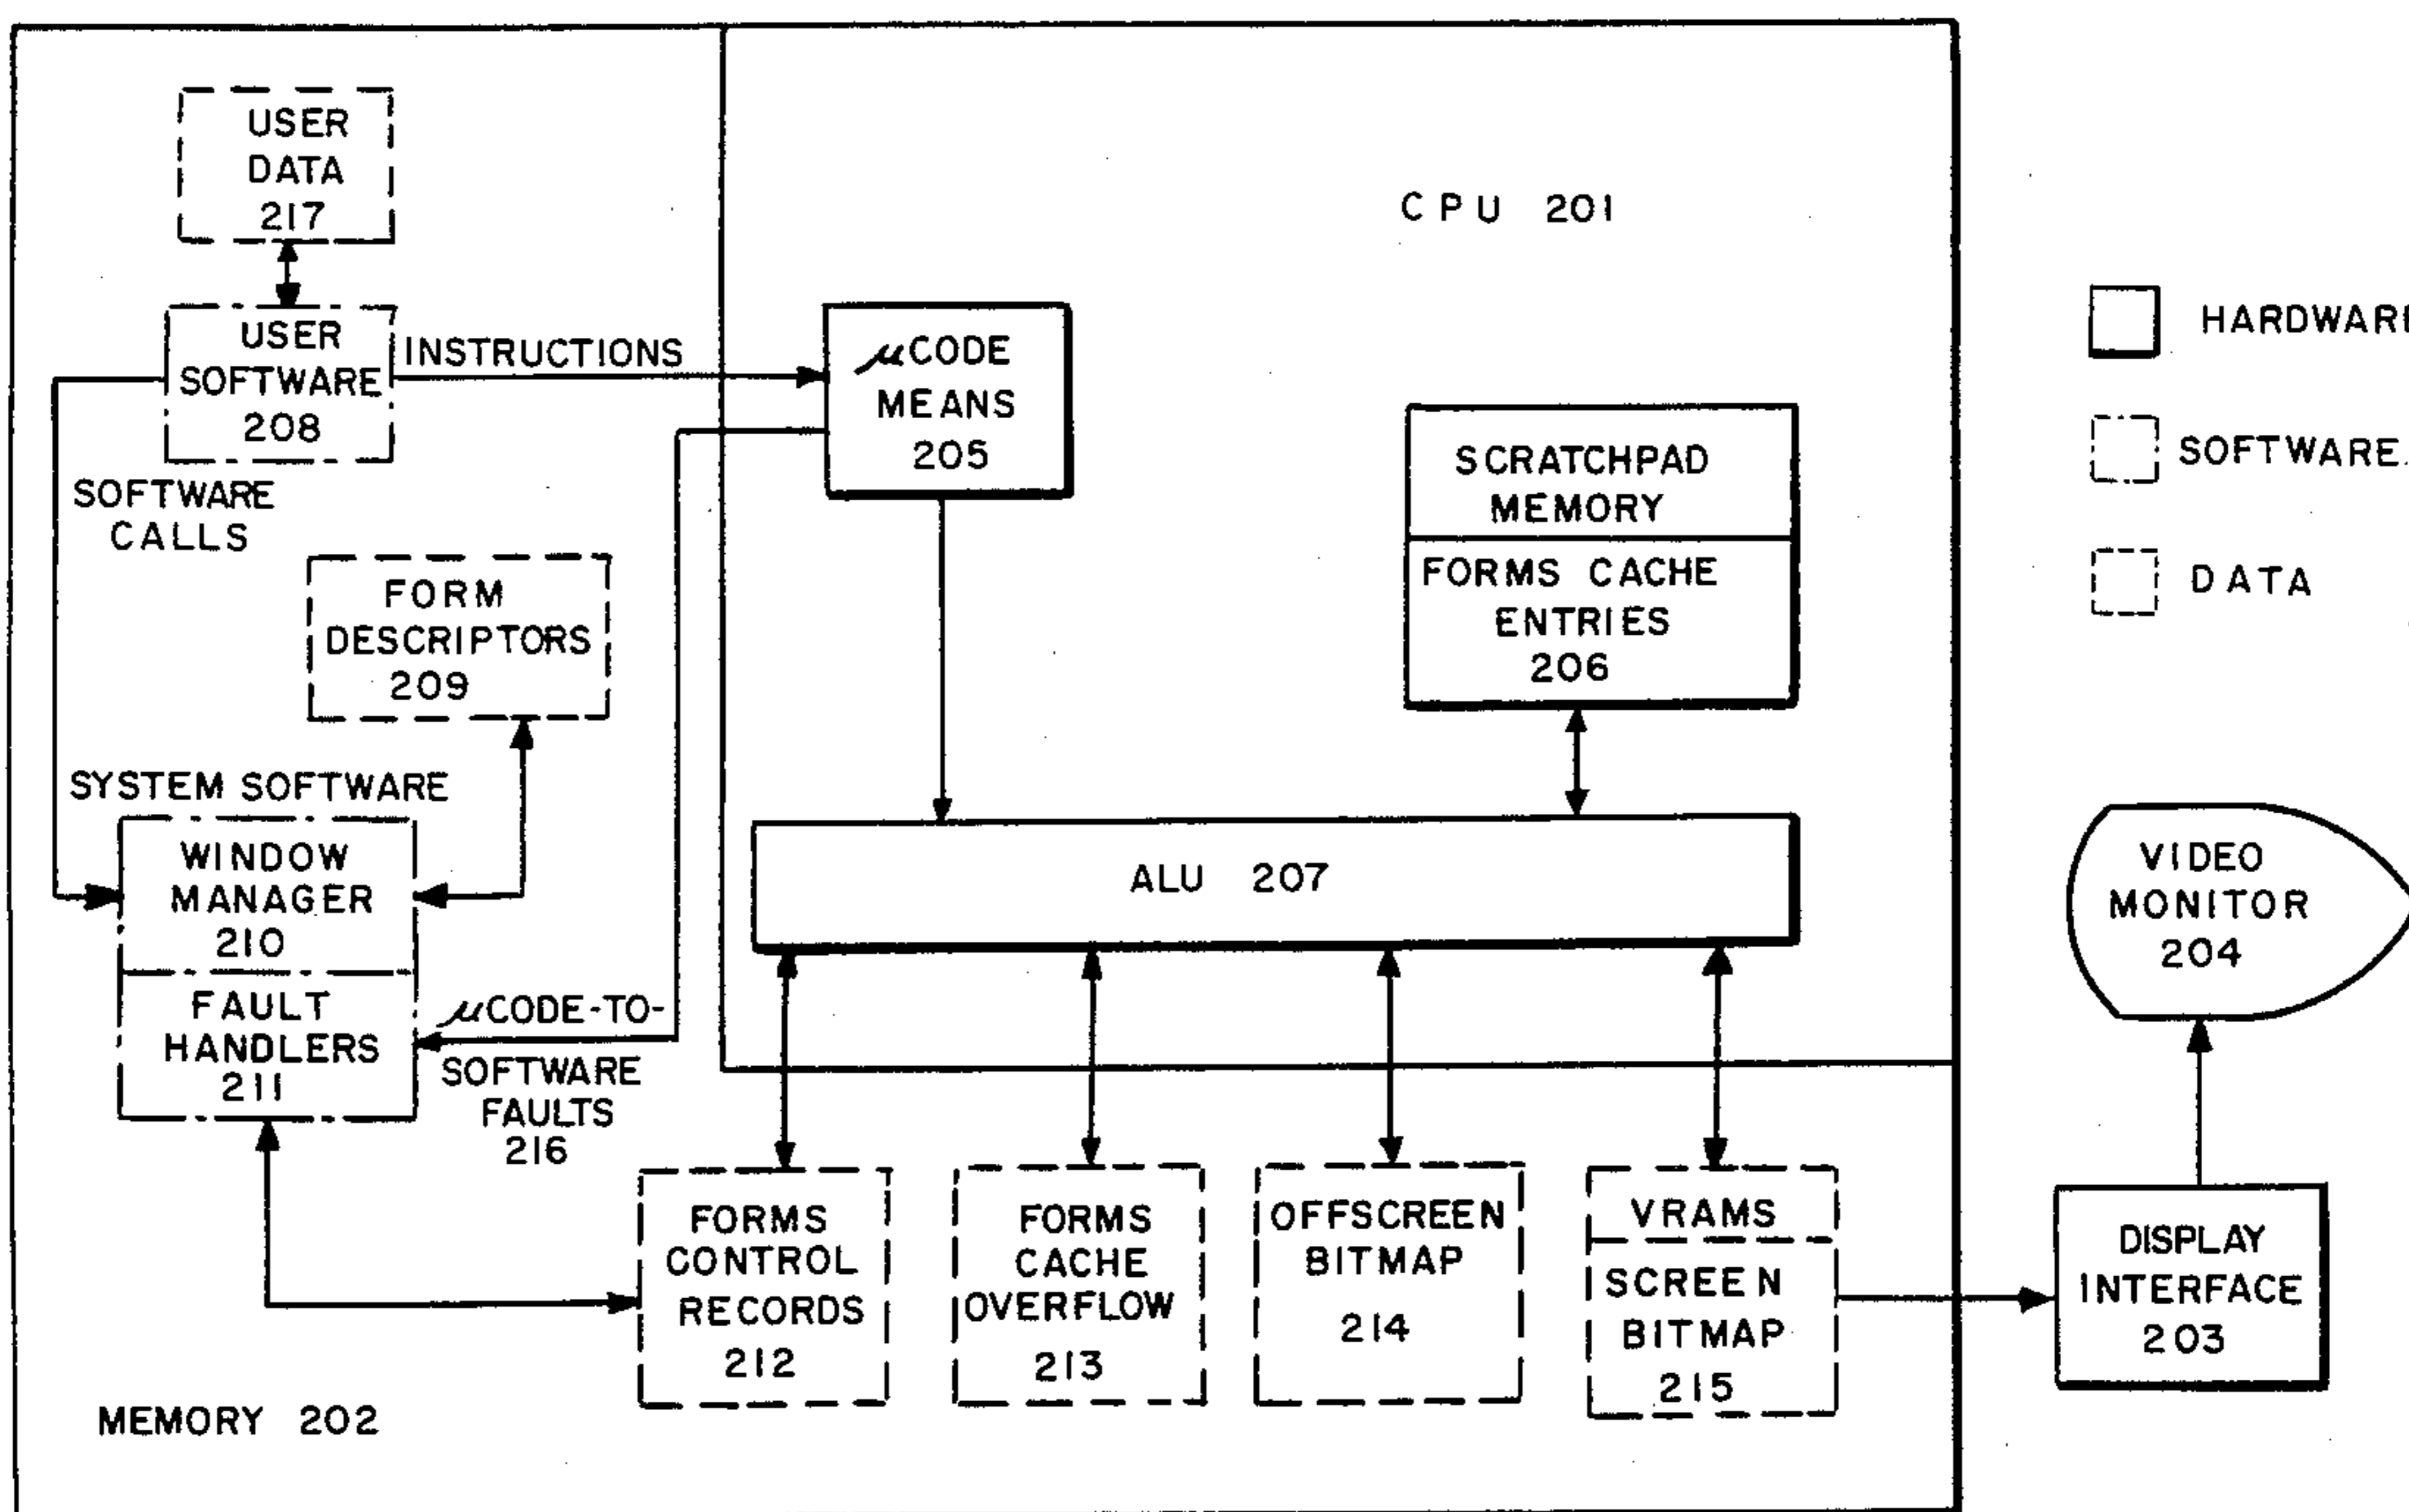 USER
DATA
217
USER
SOFTWARE
208
INSTRUCTIONS
SOFTWARE
CALLS
FORM
DESCRIPTORS
209
SYSTEM SOFTWARE
WINDOW
MANAGER
210
FAULT
HANDLERS
211
μCODE-TO-
SOFTWARE
FAULTS
216
MEMORY 202
CPU 201
μCODE
MEANS
205
SCRATCHPAD
MEMORY
FORMS CACHE
ENTRIES
206
ALU 207
FORMS
CONTROL
RECORDS
212
FORMS
CACHE
OVERFLOW
213
OFFSCREEN
BITMAP
214
VRAMS
SCREEN
BITMAP
215
HARDWARE
SOFTWARE
DATA
VIDEO
MONITOR
204
DISPLAY
INTERFACE
203